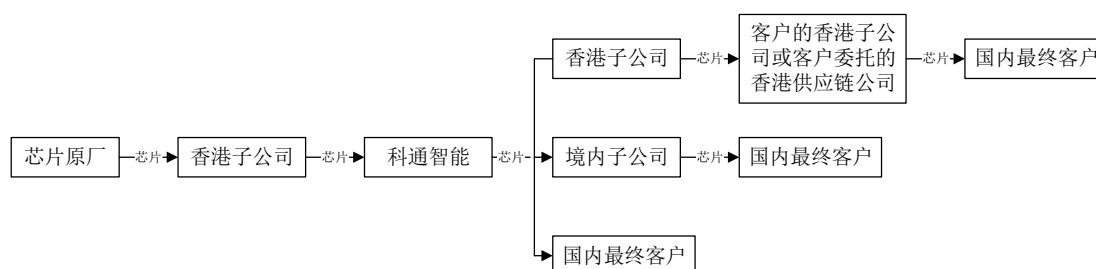 香港子公司
芯片
客户的香港子公
司或客户委托的
香港供应链公司
芯片
国内最终客户
芯片原厂
芯片
香港子公司
芯片
科通智能
芯片
境内子公司
芯片
国内最终客户
国内最终客户